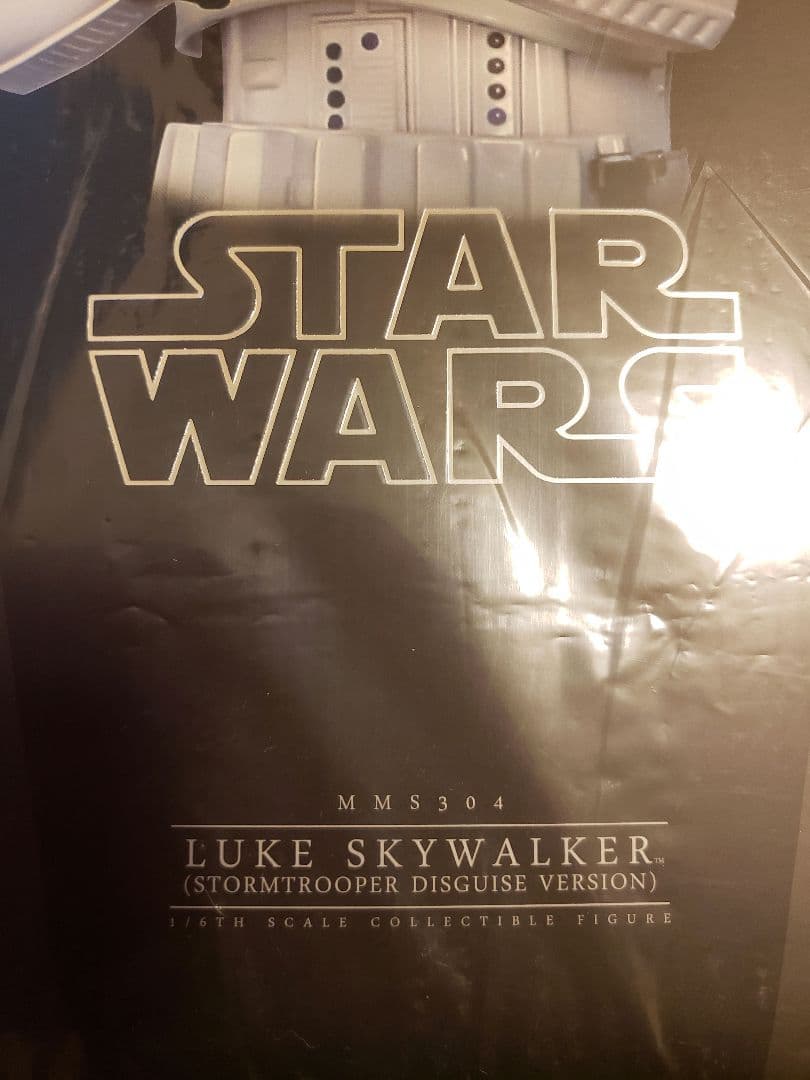 STAR
WARS
MMS304
LUKE SKYWALKER™
(STORMTROOPER DISGUISE VERSION)
1/6TH SCALE COLLECTIBLE FIGURE